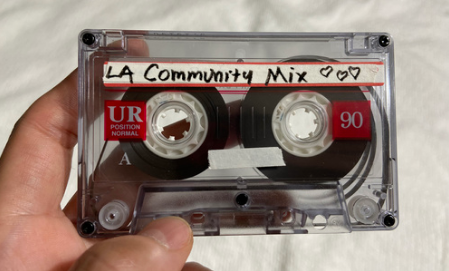 LA Community Mix ♡♡♡
UR
POSITION
NORMAL
90
A